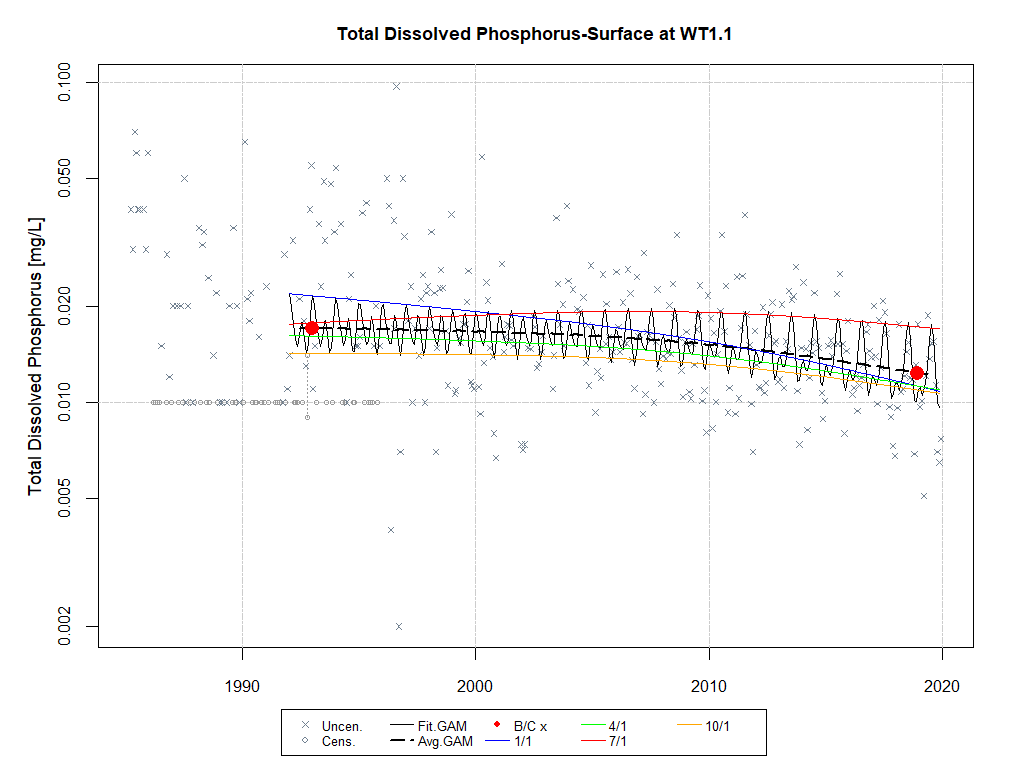 Total Dissolved Phosphorus-Surface at WT1.1
Total Dissolved Phosphorus [mg/L]
0.100
0.050
0.020
0.010
0.005
0.002
1990 2000 2010 2020
Uncen. Fit.GAM B/C x 4/1 10/1
Cens. Avg.GAM 1/1 7/1